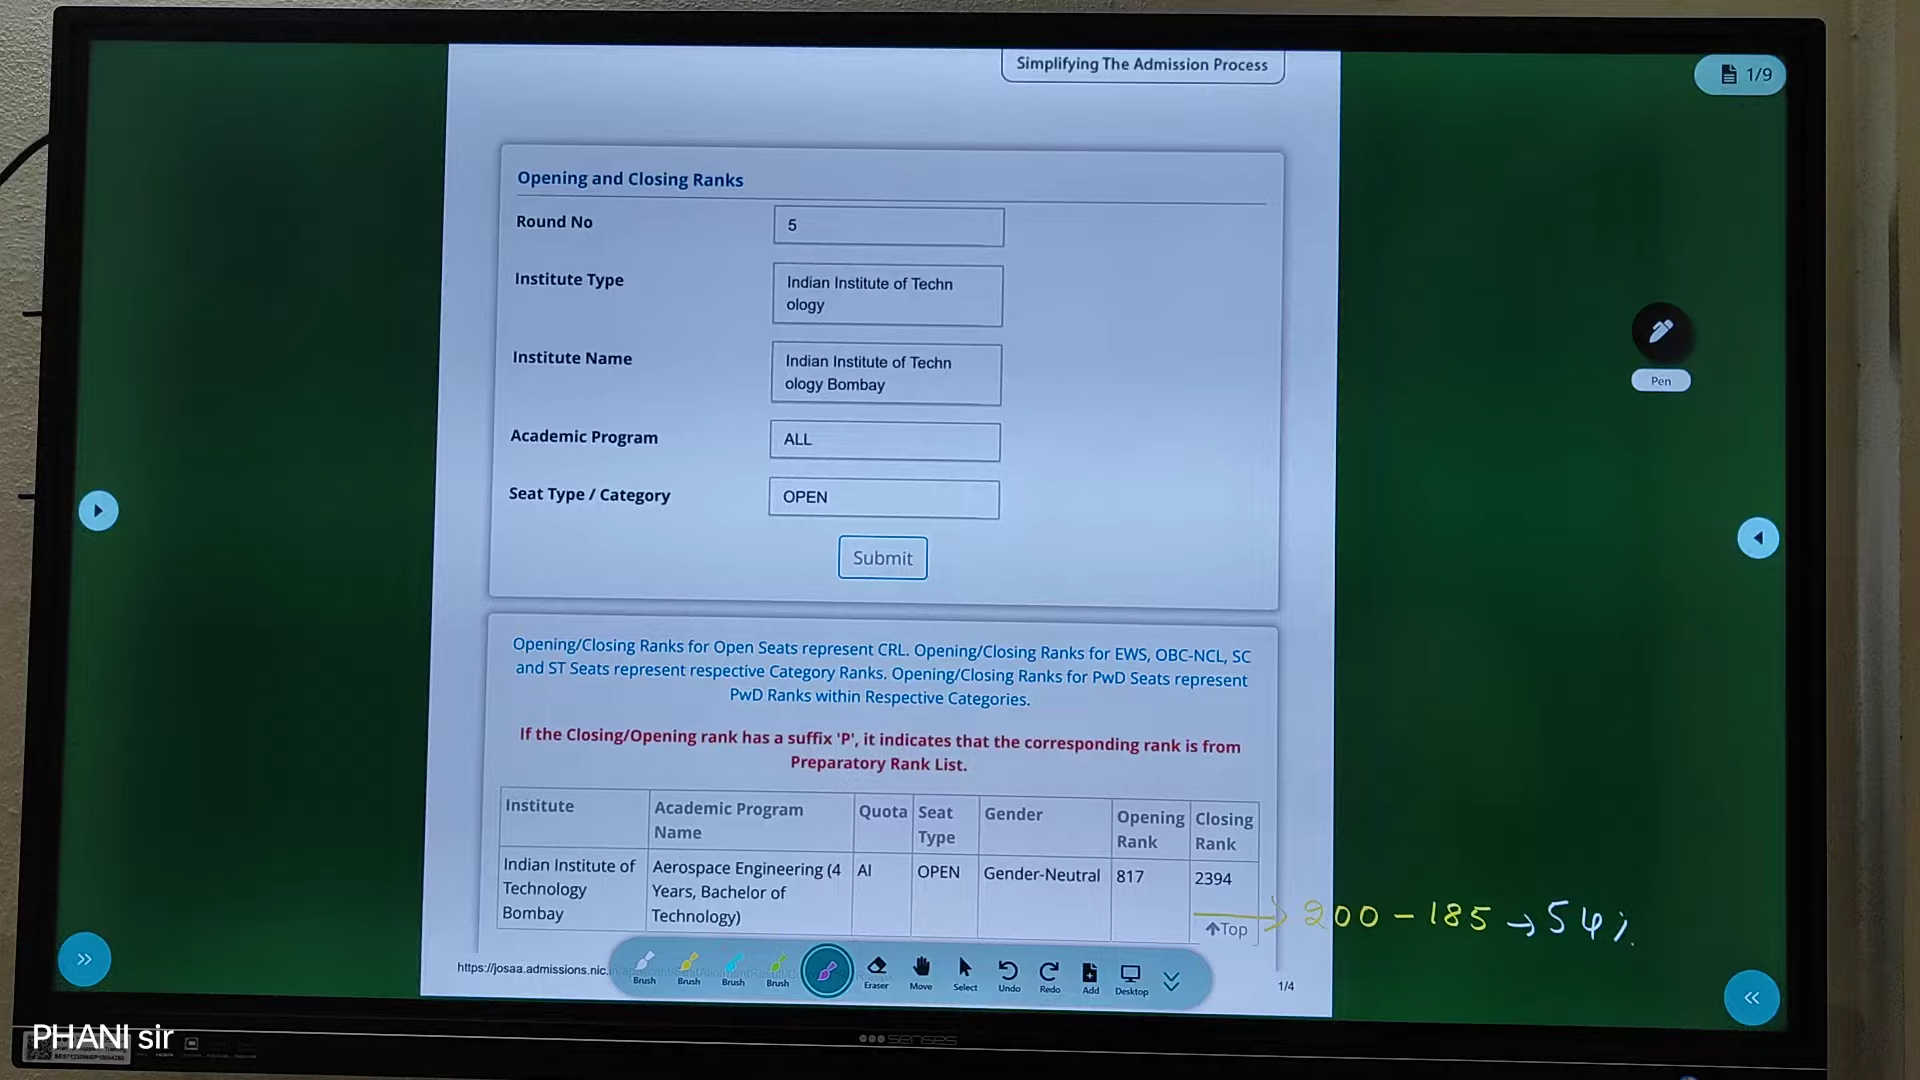 Simplifying The Admission Process
1/9
Opening and Closing Ranks
Round No
5
Institute Type
Indian Institute of Techn
ology
Institute Name
Indian Institute of Techn
ology Bombay
Academic Program
ALL
Seat Type / Category
OPEN
Submit
Pen
Opening/Closing Ranks for Open Seats represent CRL. Opening/Closing Ranks for EWS, OBC-NCL, SC
and ST Seats represent respective Category Ranks. Opening/Closing Ranks for PwD Seats represent
PwD Ranks within Respective Categories.
If the Closing/Opening rank has a suffix 'P', it indicates that the corresponding rank is from
Preparatory Rank List.
Institute Academic Program Name Quota Seat Type Gender Opening Rank Closing Rank
Indian Institute of Technology Bombay Aerospace Engineering (4 Years, Bachelor of Technology) AI OPEN Gender-Neutral 817 2394
↑Top
→ 200 - 185 → 54%
https://josaa.admissions.nic.in
Brush Brush Brush Brush Eraser Move Select Undo Redo Add Desktop
1/4
PHANI sir
senses